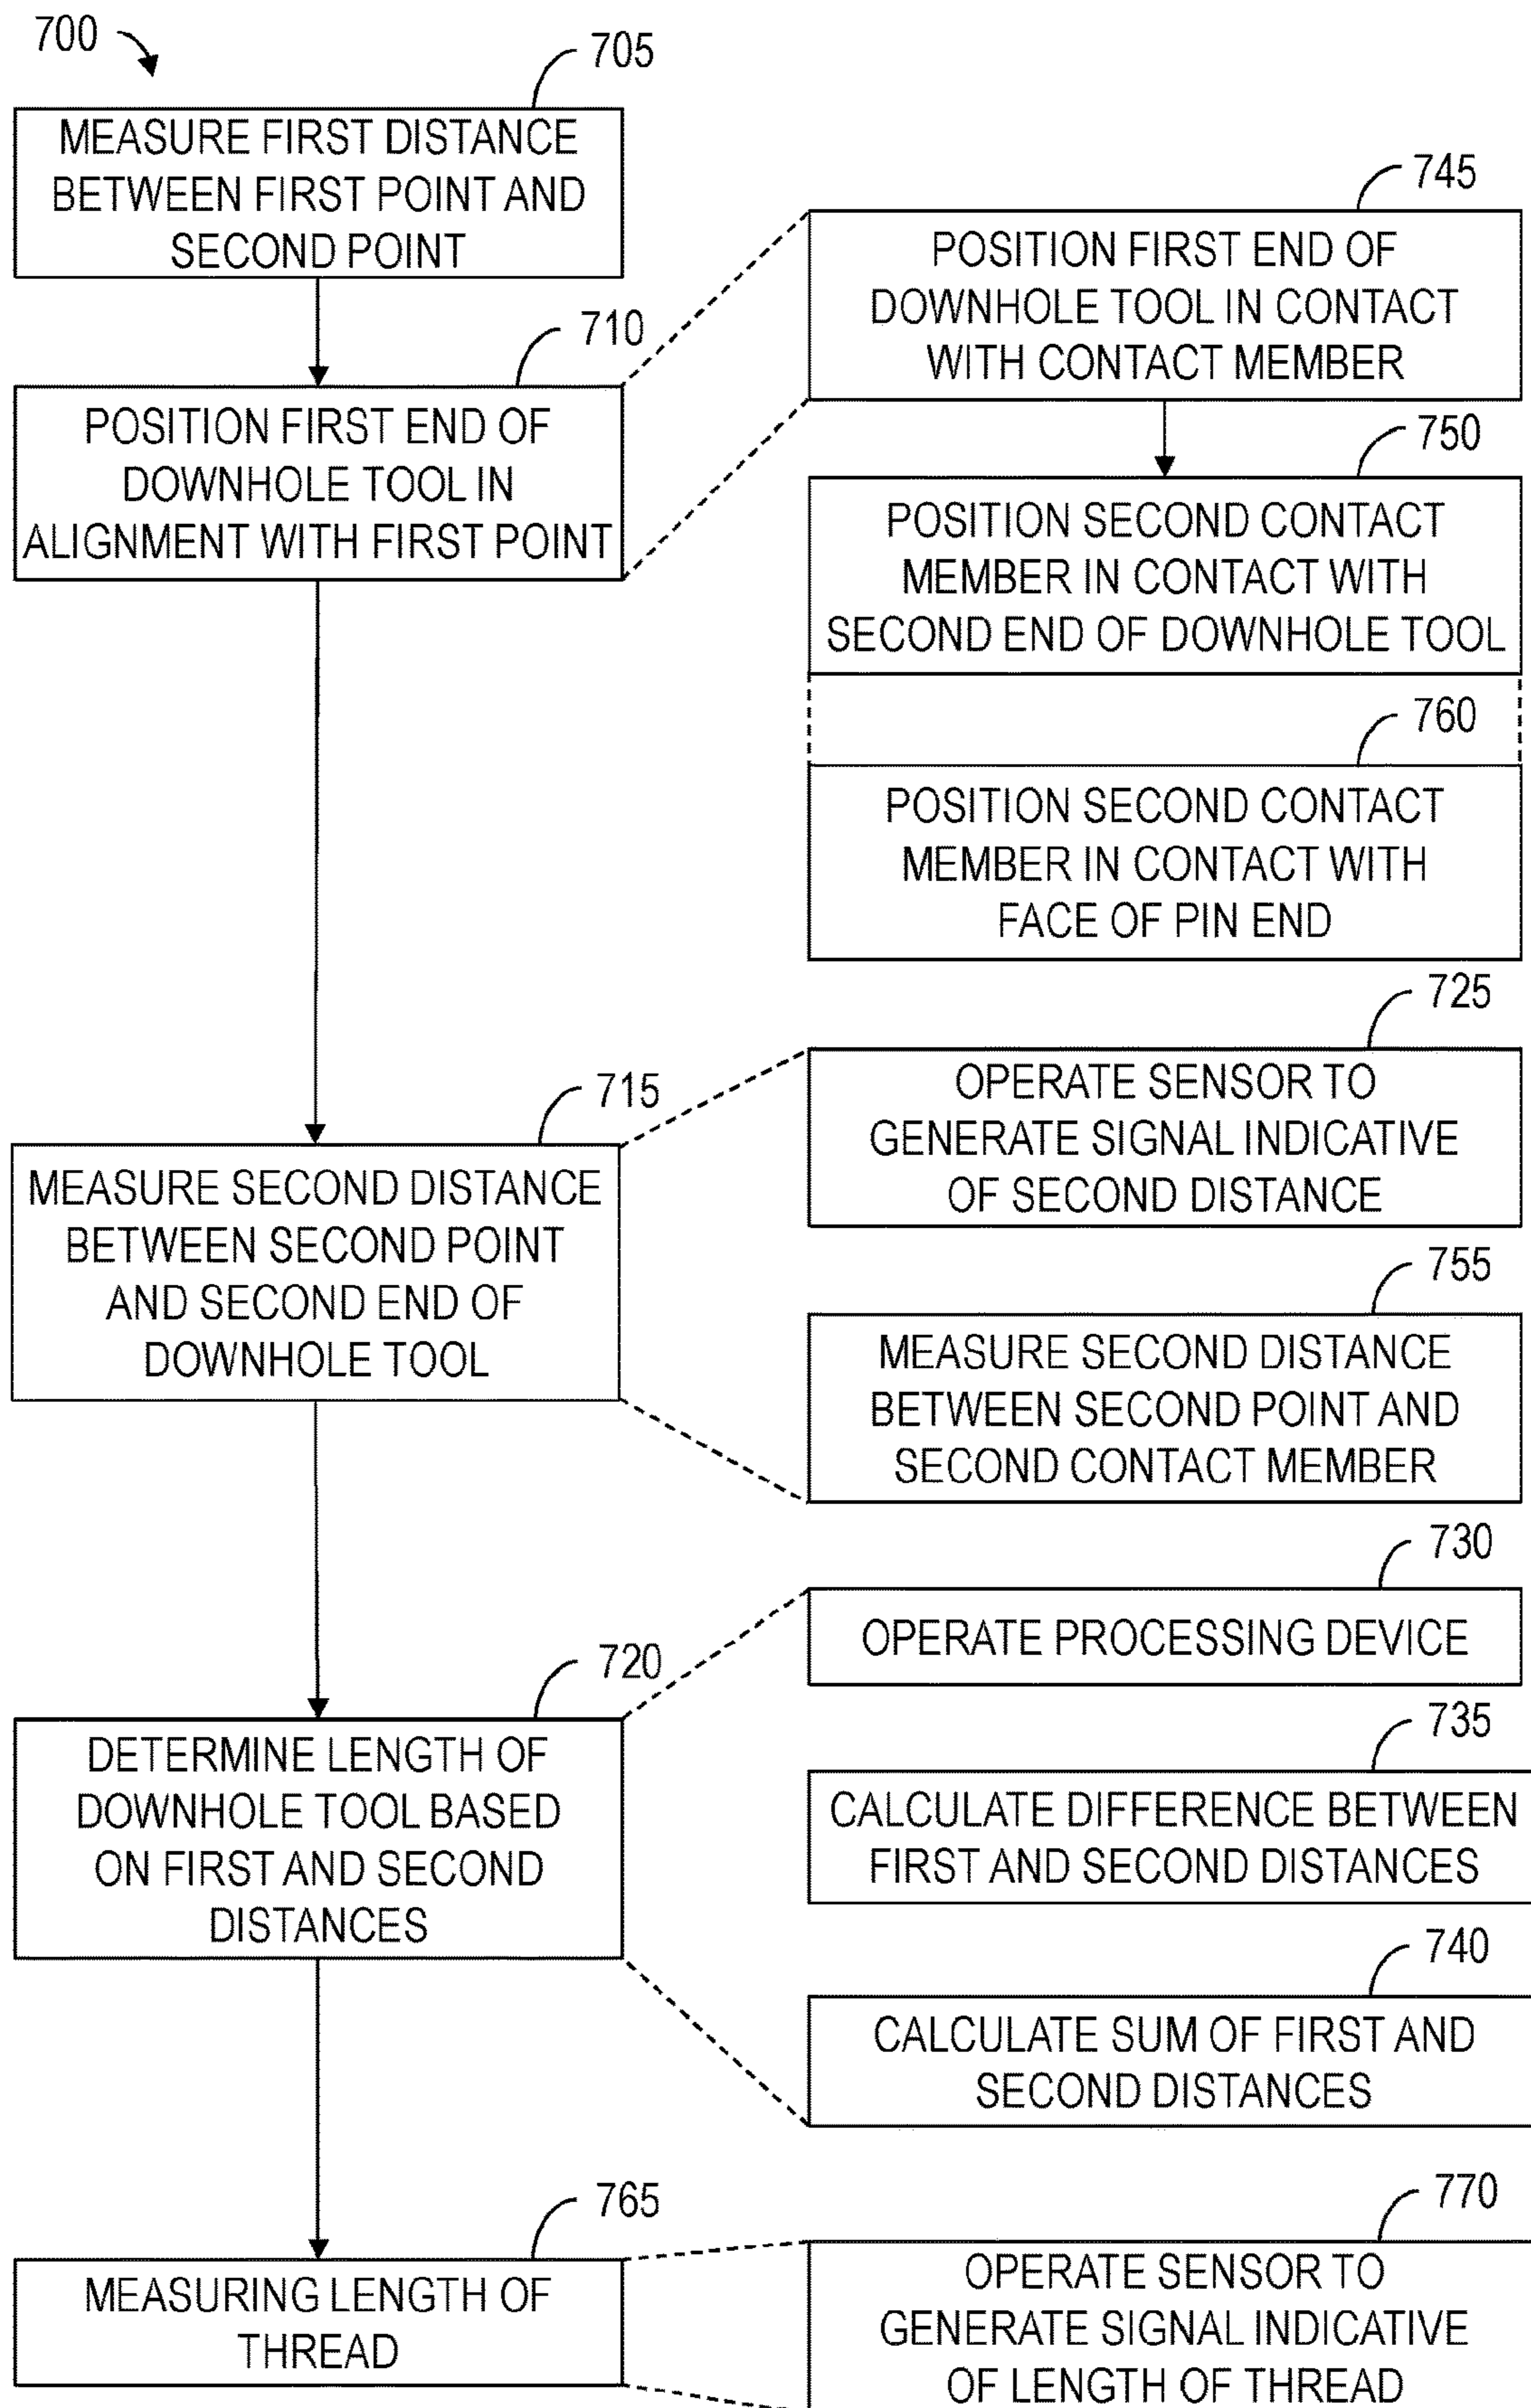 700
705
MEASURE FIRST DISTANCE
BETWEEN FIRST POINT AND
SECOND POINT
710
POSITION FIRST END OF
DOWNHOLE TOOL IN
ALIGNMENT WITH FIRST POINT
745
POSITION FIRST END OF
DOWNHOLE TOOL IN CONTACT
WITH CONTACT MEMBER
750
POSITION SECOND CONTACT
MEMBER IN CONTACT WITH
SECOND END OF DOWNHOLE TOOL
760
POSITION SECOND CONTACT
MEMBER IN CONTACT WITH
FACE OF PIN END
715
MEASURE SECOND DISTANCE
BETWEEN SECOND POINT
AND SECOND END OF
DOWNHOLE TOOL
725
OPERATE SENSOR TO
GENERATE SIGNAL INDICATIVE
OF SECOND DISTANCE
755
MEASURE SECOND DISTANCE
BETWEEN SECOND POINT AND
SECOND CONTACT MEMBER
720
DETERMINE LENGTH OF
DOWNHOLE TOOL BASED
ON FIRST AND SECOND
DISTANCES
730
OPERATE PROCESSING DEVICE
735
CALCULATE DIFFERENCE BETWEEN
FIRST AND SECOND DISTANCES
740
CALCULATE SUM OF FIRST AND
SECOND DISTANCES
765
MEASURING LENGTH OF
THREAD
770
OPERATE SENSOR TO
GENERATE SIGNAL INDICATIVE
OF LENGTH OF THREAD